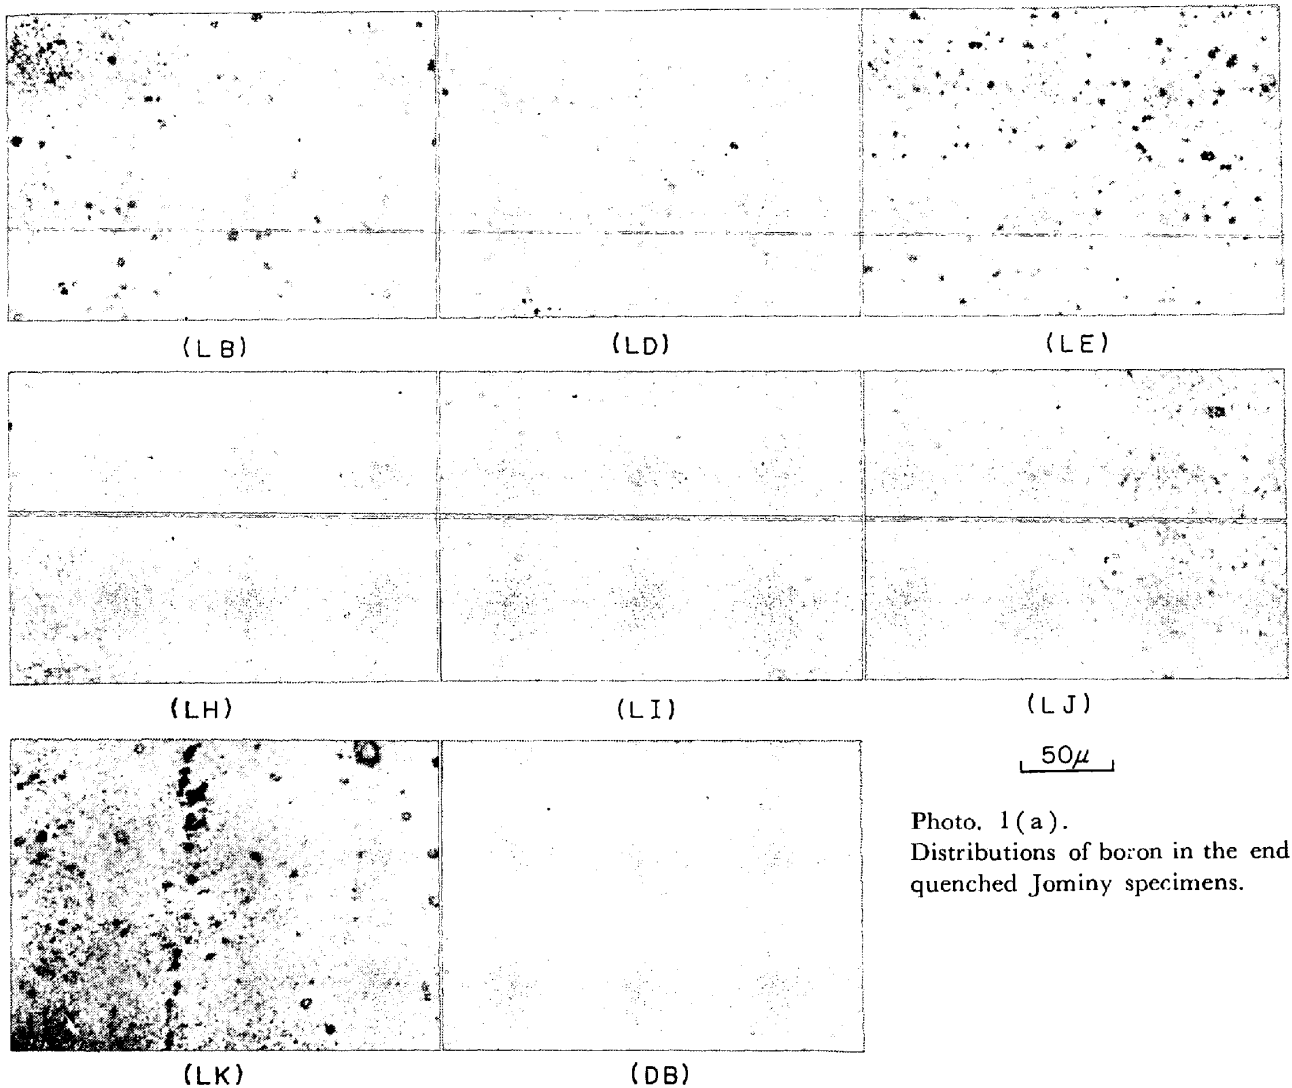 (LB)
(LD)
(LE)
(LH)
(LI)
(LJ)
50μ
Photo. 1(a).
Distributions of boron in the end
quenched Jominy specimens.
(LK)
(DB)